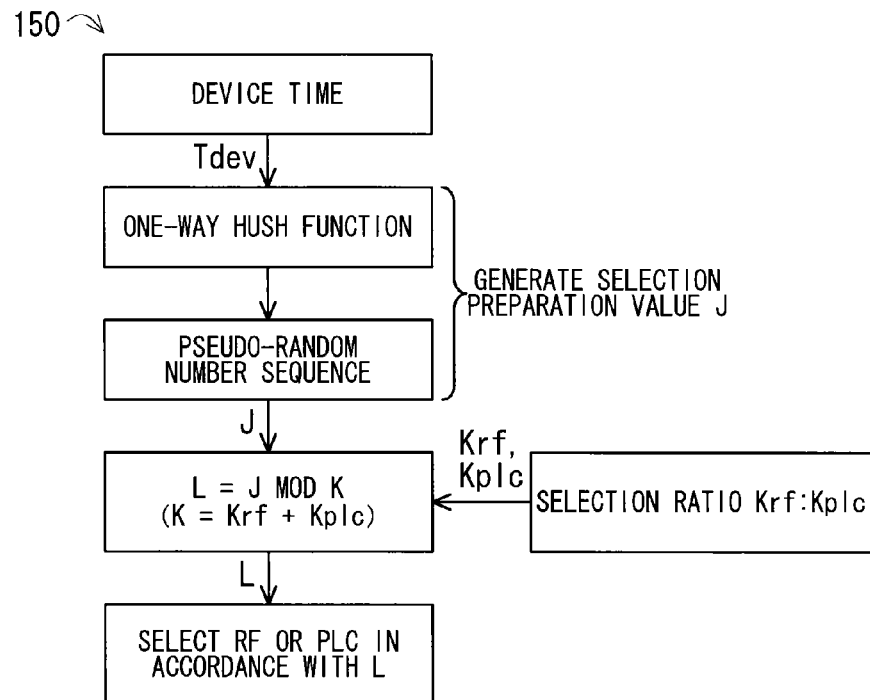 150
DEVICE TIME
Tdev
ONE-WAY HUSH FUNCTION
GENERATE SELECTION
PREPARATION VALUE J
PSEUDO-RANDOM
NUMBER SEQUENCE
J
Krf,
Kplc
L = J MOD K
(K = Krf + Kplc)
SELECTION RATIO Krf:Kplc
L
SELECT RF OR PLC IN
ACCORDANCE WITH L